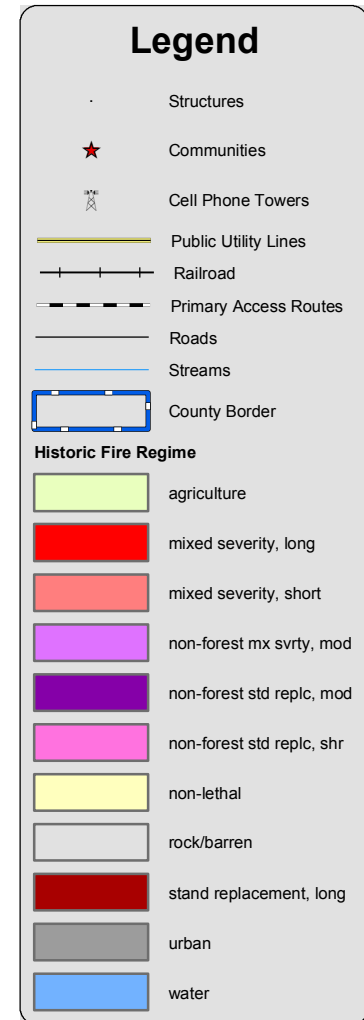 Legend
Structures
Communities
Cell Phone Towers
Public Utility Lines
Railroad
Primary Access Routes
Roads
Streams
County Border
Historic Fire Regime
agriculture
mixed severity, long
mixed severity, short
non-forest mx svrty, mod
non-forest std replc, mod
non-forest std replc, shr
non-lethal
rock/barren
stand replacement, long
urban
water